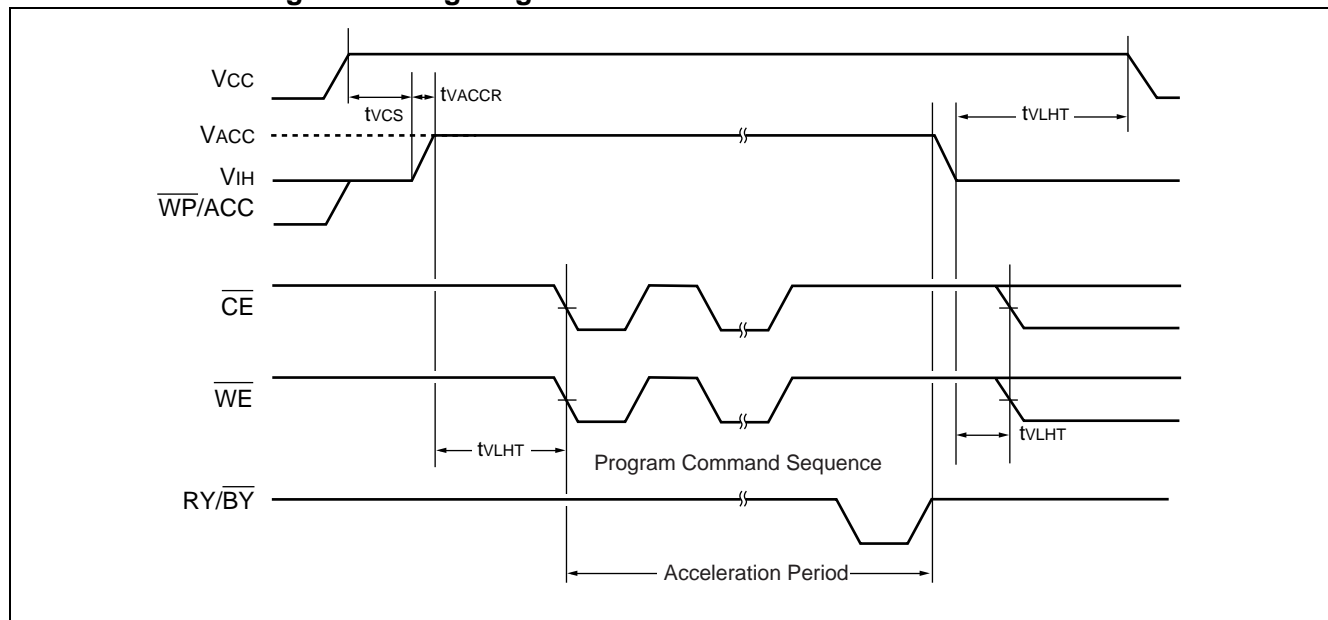 VCC
tVACCR
tVCS
tVLHT
VACC
VIH
WP/ACC
CE
WE
tVLHT
tVLHT
Program Command Sequence
RY/BY
Acceleration Period